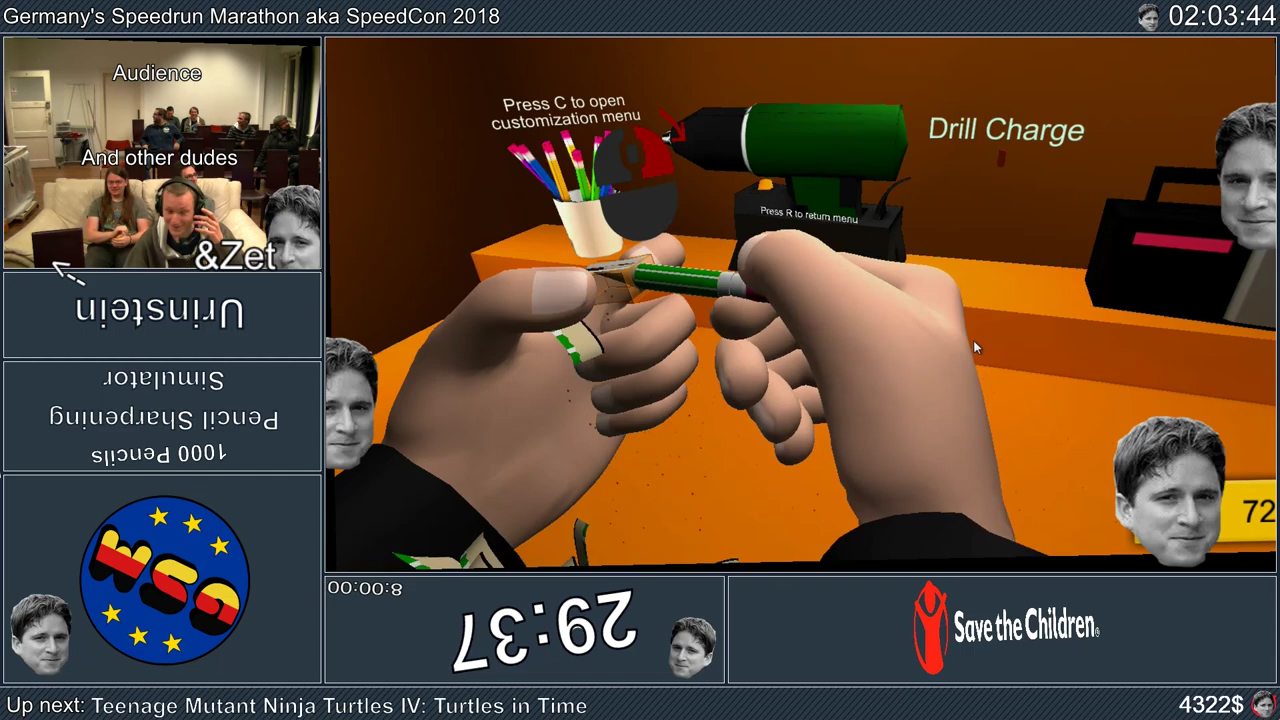 Germany's Speedrun Marathon aka SpeedCon 2018
02:03:44
Audience
And other dudes
&Zet
Urinstein
1000 Pencils
Pencil Sharpening
Simulator
GSM
Press C to open
customization menu
Drill Charge
Press R to return menu
72
8:00:00
29:37
Save the Children®
Up next: Teenage Mutant Ninja Turtles IV: Turtles in Time
4322$